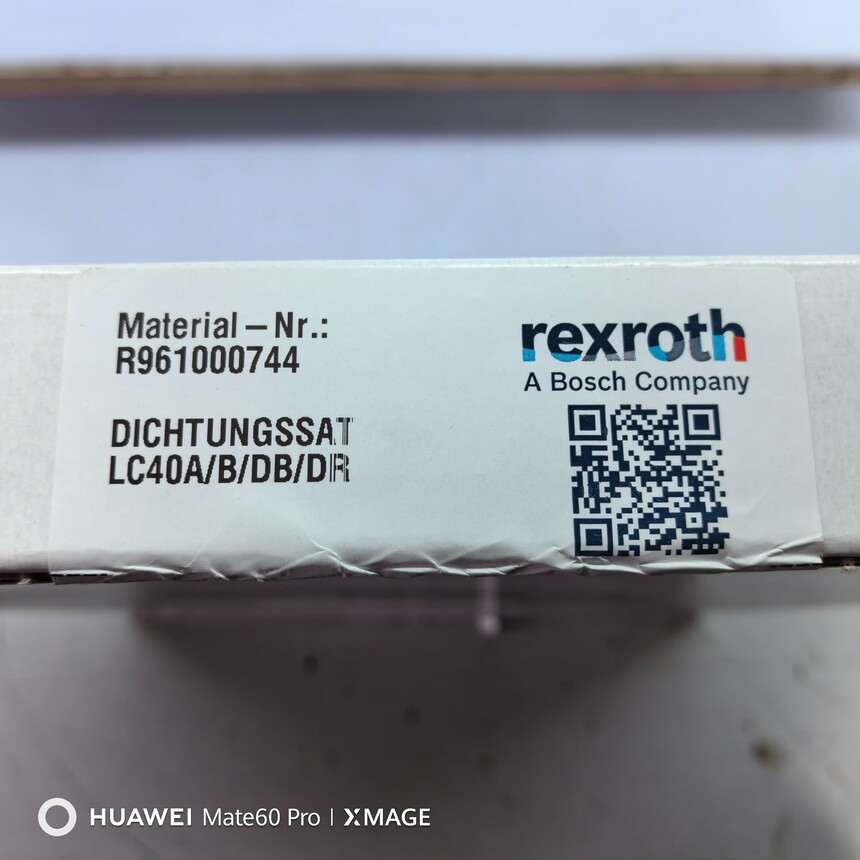 Material – Nr.:
R961000744
DICHTUNGSSAT
LC40A/B/DB/DR
rexroth
A Bosch Company
HUAWEI Mate60 Pro | XMAGE